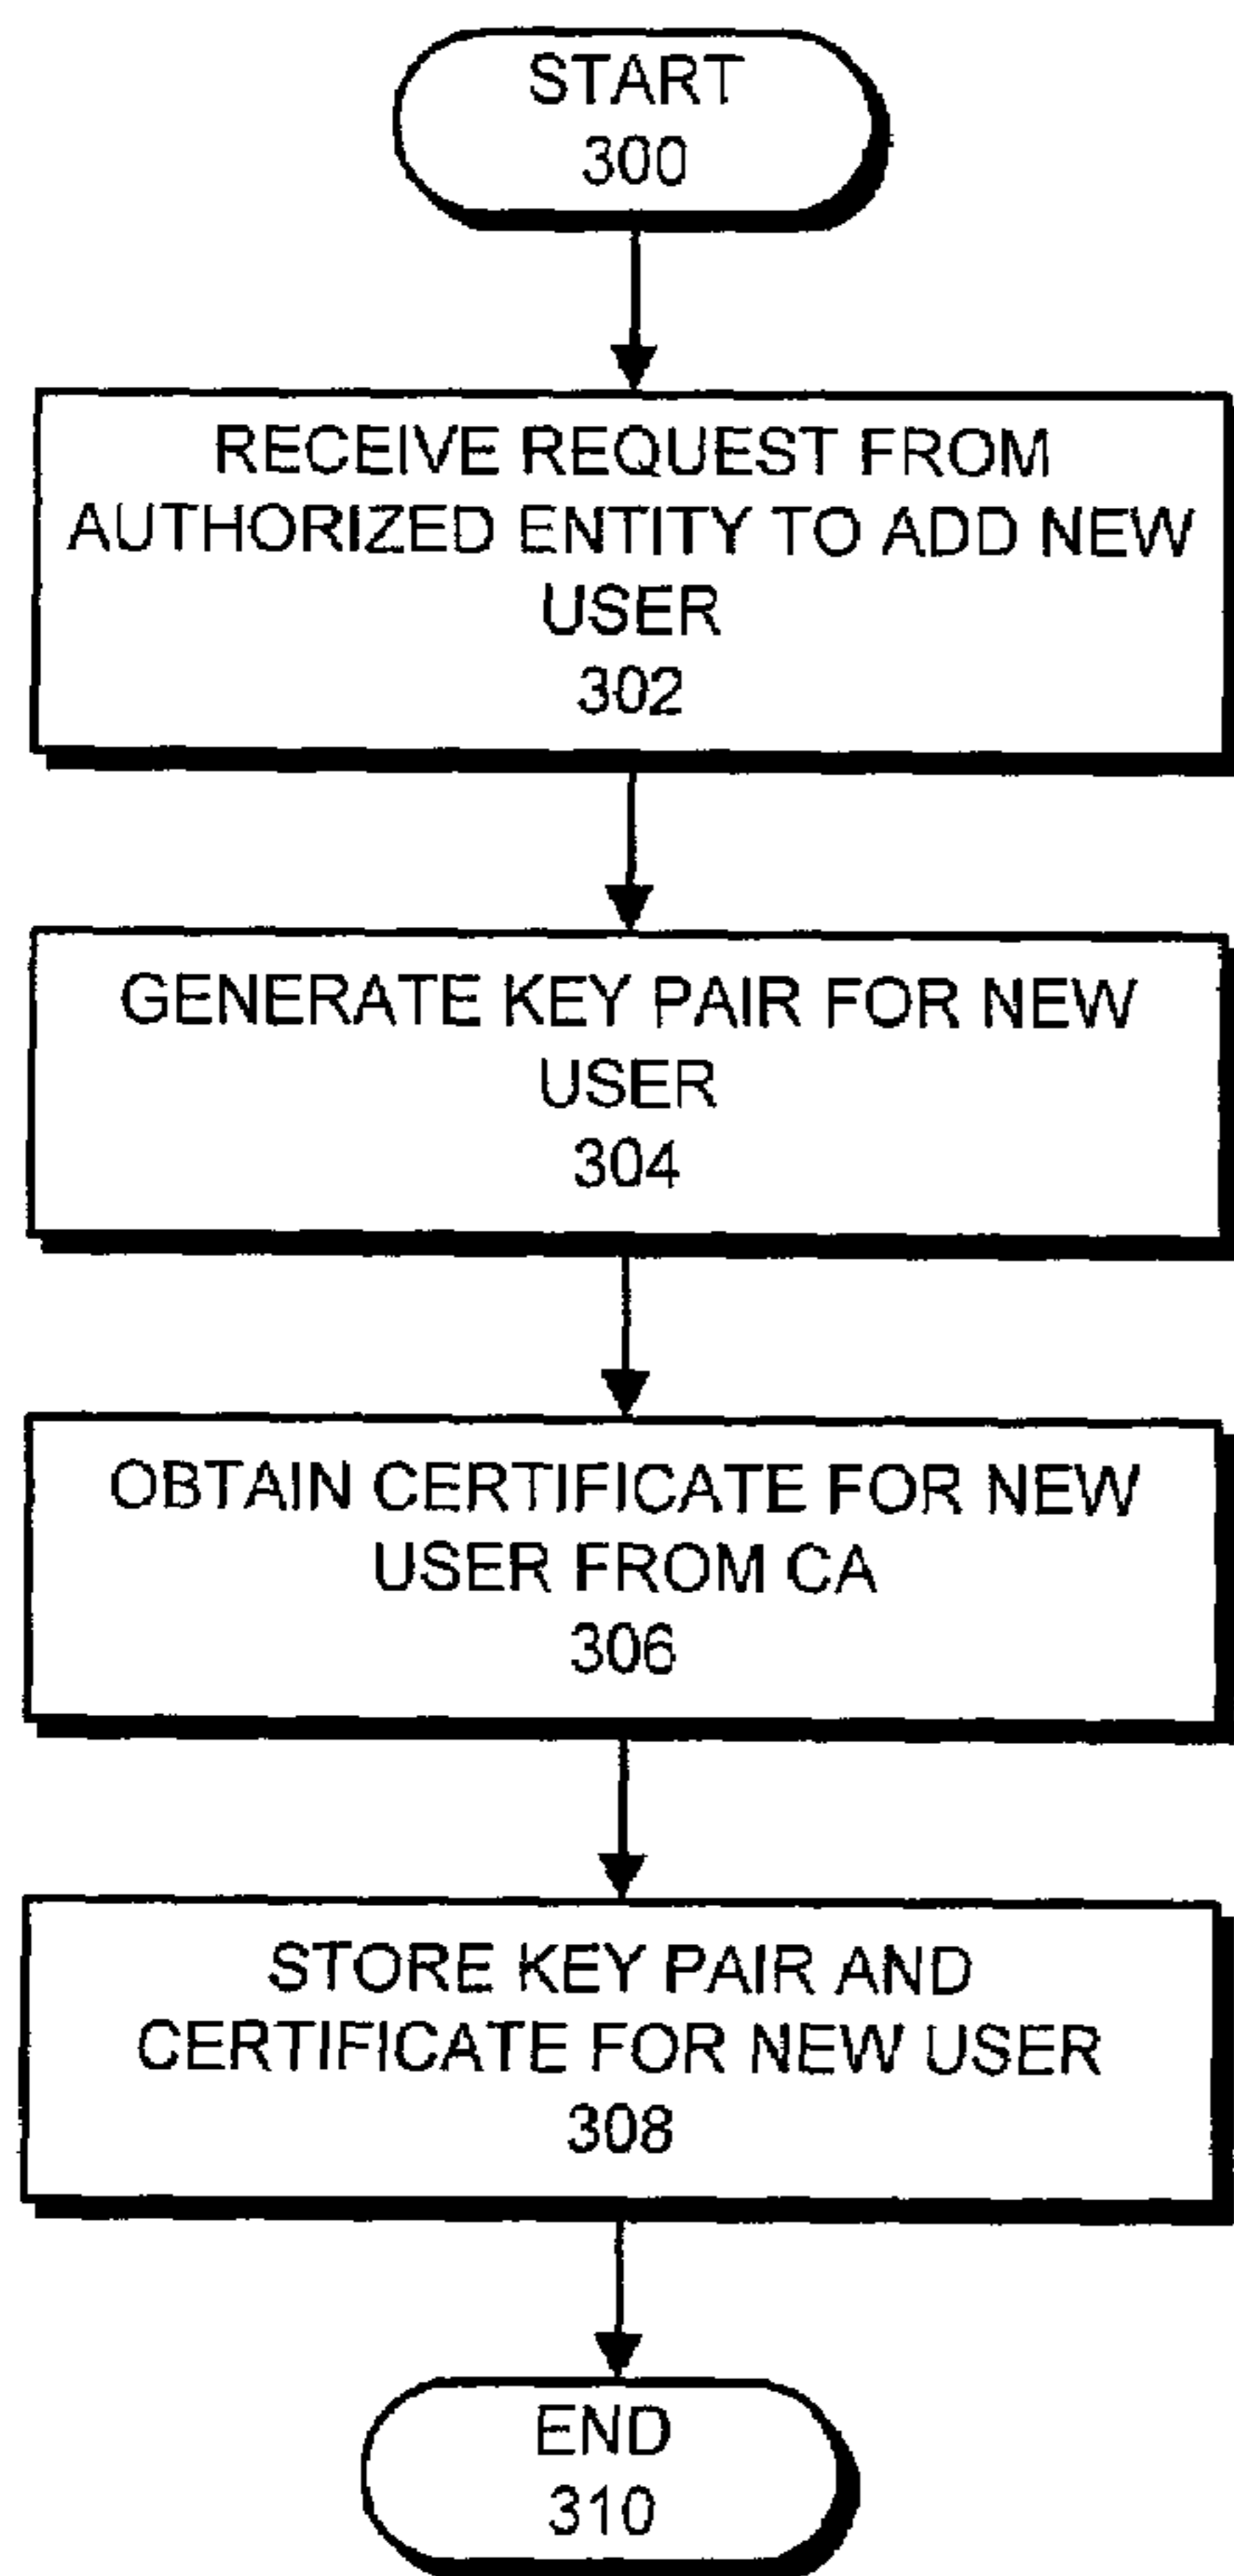 START
300
RECEIVE REQUEST FROM
AUTHORIZED ENTITY TO ADD NEW
USER
302
GENERATE KEY PAIR FOR NEW
USER
304
OBTAIN CERTIFICATE FOR NEW
USER FROM CA
306
STORE KEY PAIR AND
CERTIFICATE FOR NEW USER
308
END
310